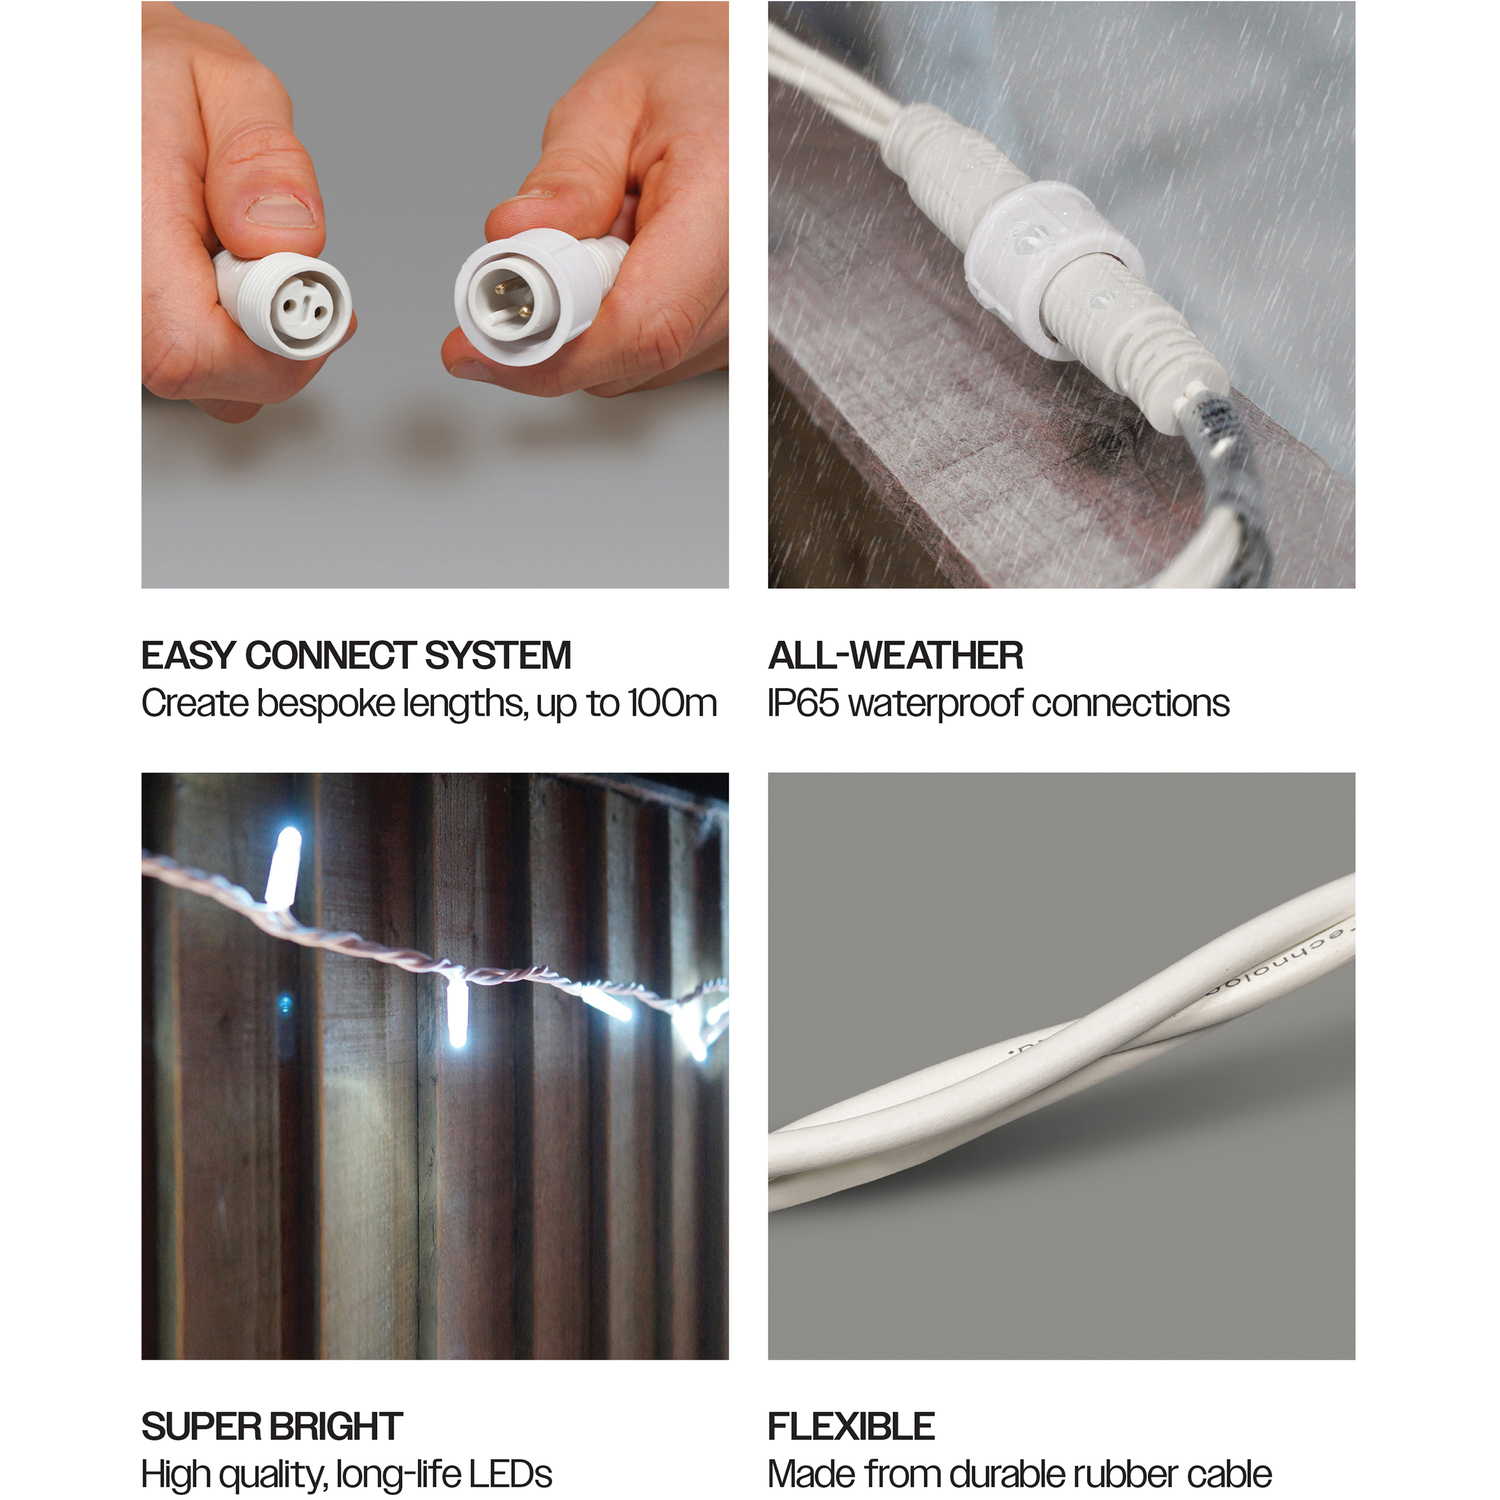 EASY CONNECT SYSTEM
Create bespoke lengths, up to 100m
ALL-WEATHER
IP65 waterproof connections
SUPER BRIGHT
High quality, long-life LEDs
FLEXIBLE
Made from durable rubber cable